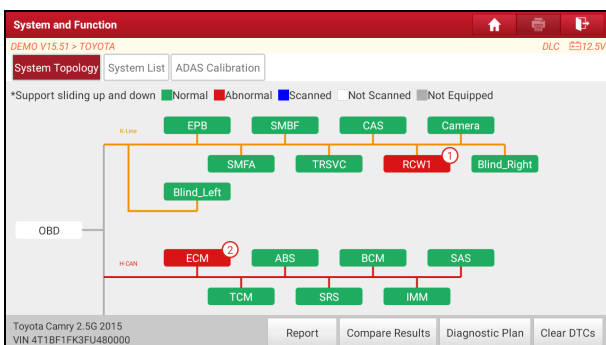 System and Function
DEMO V15.51 > TOYOTA
DLC 12.5V
System Topology System List ADAS Calibration
*Support sliding up and down Normal Abnormal Scanned Not Scanned Not Equipped
K-Line
EPB SMBF CAS Camera
SMFA TRSVC RCW1 1 Blind_Right
Blind_Left
OBD
H-CAN
ECM 2 ABS BCM SAS
TCM SRS IMM
Toyota Camry 2.5G 2015
VIN 4T1BF1FK3FU480000
Report Compare Results Diagnostic Plan Clear DTCs